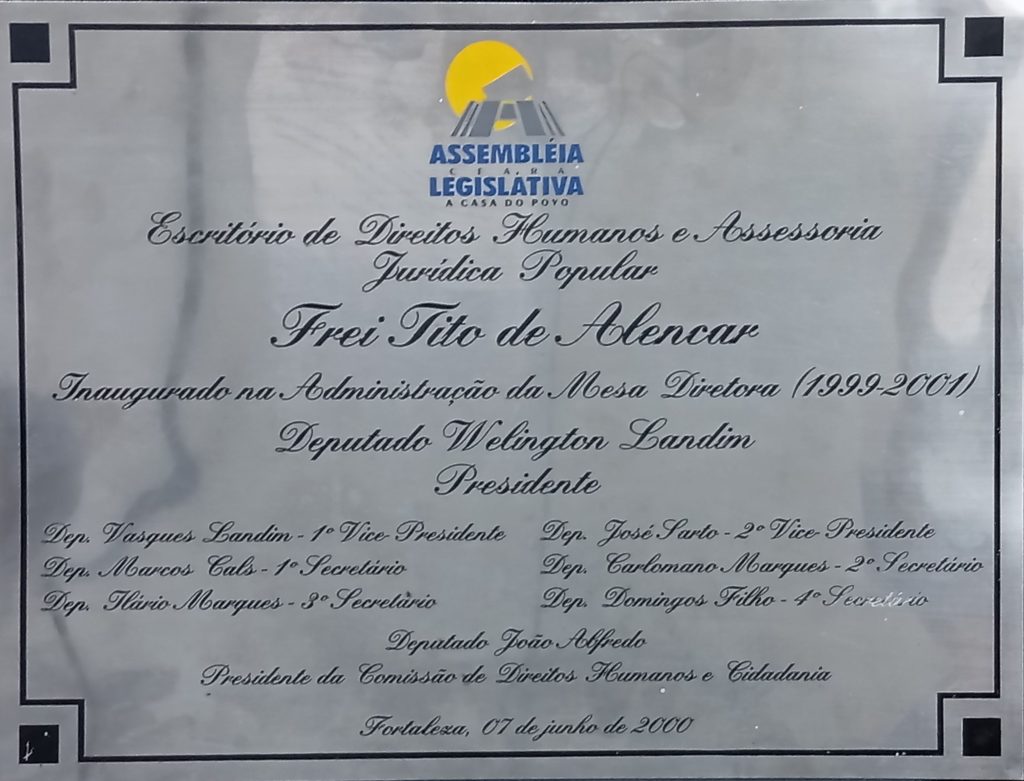 ASSEMBLÉIA
CEARÁ
LEGISLATIVA
A CASA DO POVO
Escritório de Direitos Humanos e Assessoria
Jurídica Popular
Frei Tito de Alencar
Inaugurado na Administração da Mesa Diretora (1999-2001)
Deputado Welington Landim
Presidente
Dep. Vasques Landim - 1º Vice-Presidente
Dep. José Sarto - 2º Vice-Presidente
Dep. Marcos Cals - 1º Secretário
Dep. Carlomano Marques - 2º Secretário
Dep. Ilário Marques - 3º Secretário
Dep. Domingos Filho - 4º Secretário
Deputado João Alfredo
Presidente da Comissão de Direitos Humanos e Cidadania
Fortaleza, 07 de junho de 2000